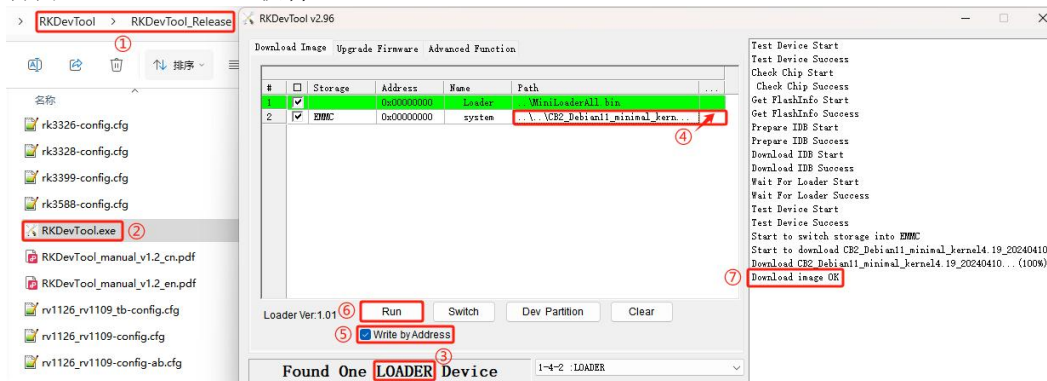 > RKDevTool > RKDevTool_Release
①
排序
名称
rk3326-config.cfg
rk3328-config.cfg
rk3399-config.cfg
rk3588-config.cfg
RKDevTool.exe ②
RKDevTool_manual_v1.2_cn.pdf
RKDevTool_manual_v1.2_en.pdf
rv1126_rv1109_tb-config.cfg
rv1126_rv1109-config.cfg
rv1126_rv1109-config-ab.cfg
RKDevTool v2.96
Download Image Upgrade Firmware Advanced Function
# Storage Address Name Path ...
1 0x00000000 Loader ..\MiniLoaderAll.bin
2 EMMC 0x00000000 system ..\..\CB2_Debian11_minimal_kern...
④
Loader Ver:1.01 ⑥ Run Switch Dev Partition Clear
⑤ Write by Address
③
Found One LOADER Device 1-4-2 :LOADER
Test Device Start
Test Device Success
Check Chip Start
Check Chip Success
Get FlashInfo Start
Get FlashInfo Success
Prepare IDB Start
Prepare IDB Success
Download IDB Start
Download IDB Success
Wait For Loader Start
Wait For Loader Success
Test Device Start
Test Device Success
Start to switch storage into EMMC
Start to download CB2_Debian11_minimal_kernel4.19_20240410
Download CB2_Debian11_minimal_kernel4.19_20240410...(100%)
⑦ Download image OK